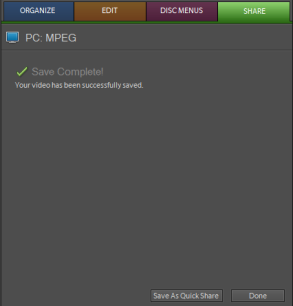 ORGANIZE EDIT DISC MENUS SHARE
PC: MPEG
Save Complete!
Your video has been successfully saved.
Save As Quick Share Done